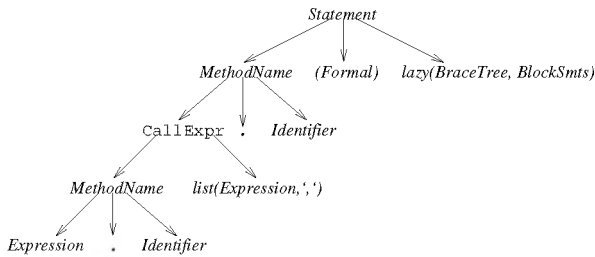 Statement
MethodName (Formal) lazy(BraceTree, BlockSmts)
CallExpr . Identifier
MethodName list(Expression,‘,‘)
Expression . Identifier